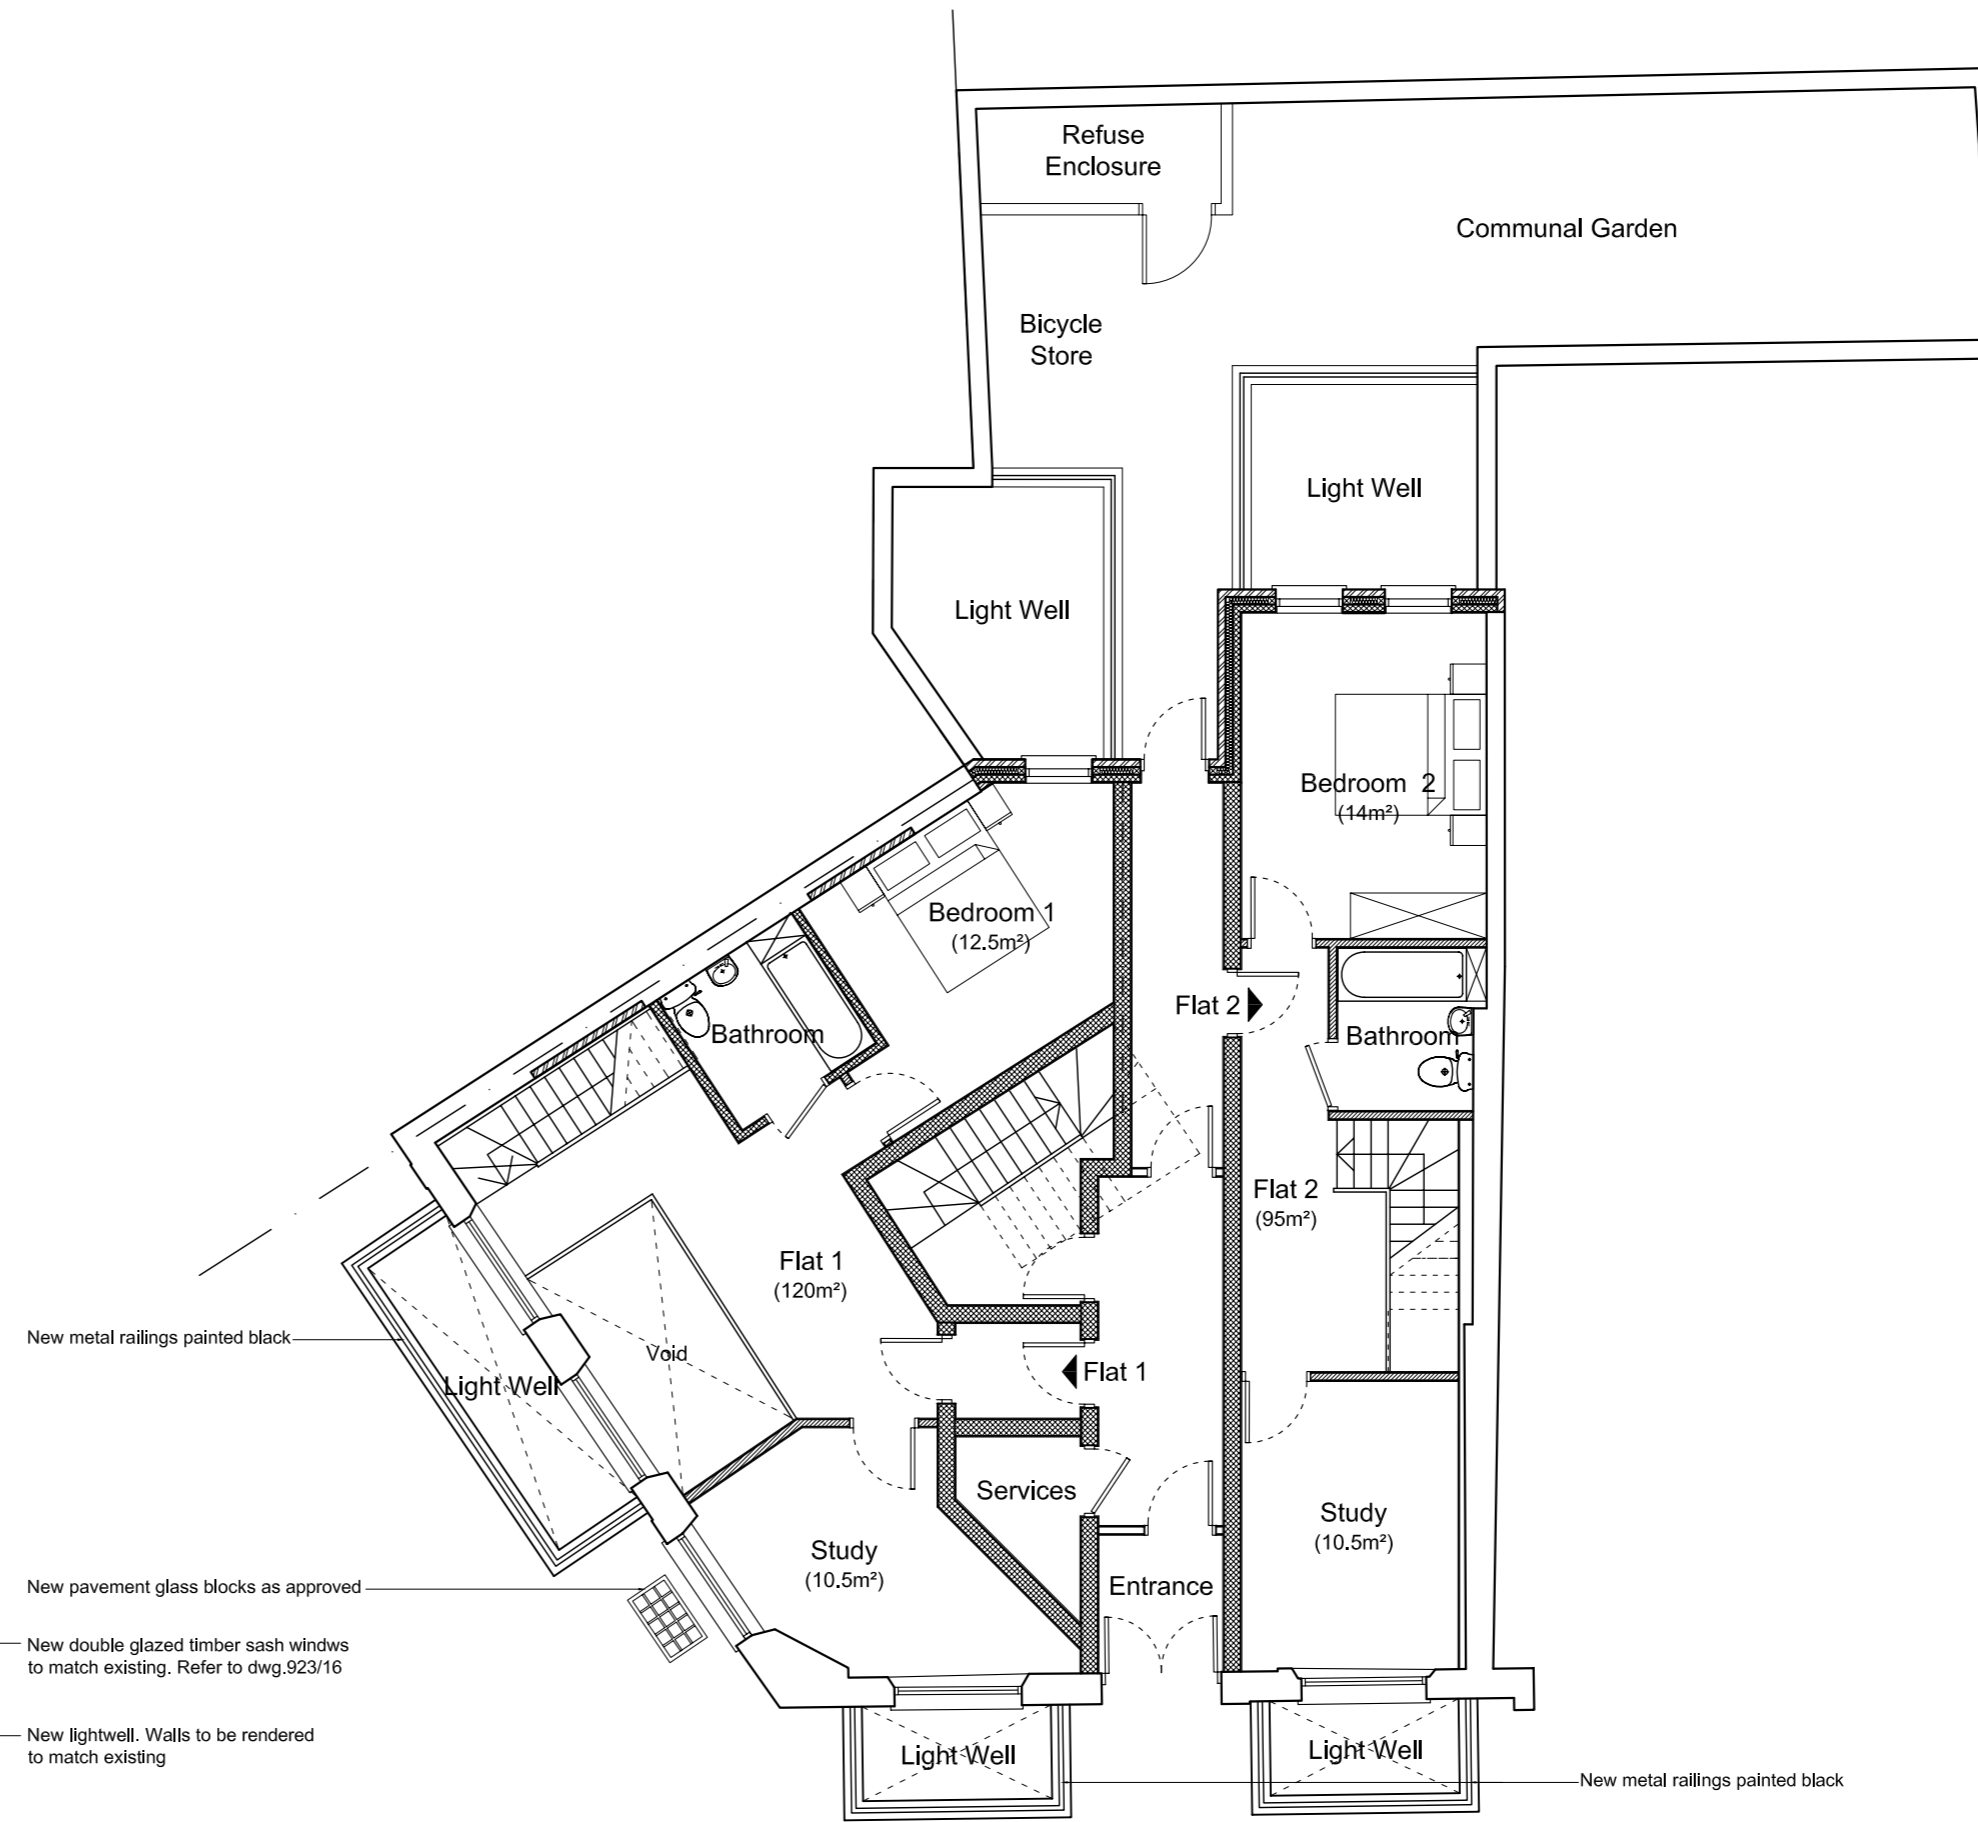 Refuse
Enclosure
Communal Garden
Bicycle
Store
Light Well
Light Well
Bedroom 2
(14m²)
Bedroom 1
(12.5m²)
Flat 2
Bathroom
Bathroom
Flat 2
(95m²)
Flat 1
(120m²)
New metal railings painted black
Void
Flat 1
Light Well
Services
Study
(10.5m²)
Study
(10.5m²)
New pavement glass blocks as approved
Entrance
New double glazed timber sash windws
to match existing. Refer to dwg.923/16
New lightwell. Walls to be rendered
to match existing
Light Well
Light Well
New metal railings painted black